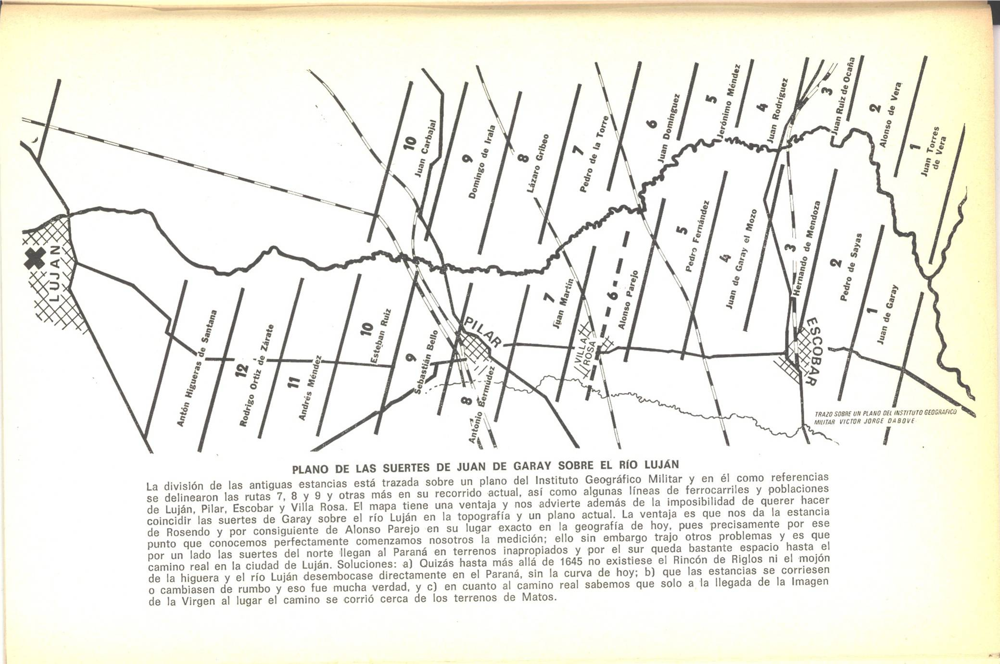 10
Juan Carbajal
9
Domingo de Irala
8
Lázaro Gribeo
7
Pedro de la Torre
6
Juan Dominguez
5
Jerónimo Méndez
4
Juan Rodríguez
3
Juan Ruiz de Ocaña
2
Alonso de Vera
1
Juan Torres
de Vera
LUJAN
Antón Higueras de Santana
12
Rodrigo Ortiz de Zárate
11
Andrés Méndez
10
Esteban Ruiz
9
Sebastián Bello
PILAR
8
Antonio Bermúdez
7
Juan Martín
VILLA
ROSA
6
Alonso Parejo
5
Pedro Fernández
4
Juan de Garay el Mozo
3
Hernando de Mendoza
ESCOBAR
2
Pedro de Sayas
1
Juan de Garay
TRAZO SOBRE UN PLANO DEL INSTITUTO GEOGRAFICO
MILITAR VICTOR JORGE DABOVE
PLANO DE LAS SUERTES DE JUAN DE GARAY SOBRE EL RÍO LUJÁN
La división de las antiguas estancias está trazada sobre un plano del Instituto Geográfico Militar y en él como referencias
se delinearon las rutas 7, 8 y 9 y otras más en su recorrido actual, así como algunas líneas de ferrocarriles y poblaciones
de Luján, Pilar, Escobar y Villa Rosa. El mapa tiene una ventaja y nos advierte además de la imposibilidad de querer hacer
coincidir las suertes de Garay sobre el río Luján en la topografía y un plano actual. La ventaja es que nos da la estancia
de Rosendo y por consiguiente de Alonso Parejo en su lugar exacto en la geografía de hoy, pues precisamente por ese
punto que conocemos perfectamente comenzamos nosotros la medición; ello sin embargo trajo otros problemas y es que
por un lado las suertes del norte llegan al Paraná en terrenos inapropiados y por el sur queda bastante espacio hasta el
camino real en la ciudad de Luján. Soluciones: a) Quizás hasta más allá de 1645 no existiese el Rincón de Riglos ni el mojón
de la higuera y el río Luján desembocase directamente en el Paraná, sin la curva de hoy; b) que las estancias se corriesen
o cambiasen de rumbo y eso fue mucha verdad, y c) en cuanto al camino real sabemos que solo a la llegada de la Imagen
de la Virgen al lugar el camino se corrió cerca de los terrenos de Matos.